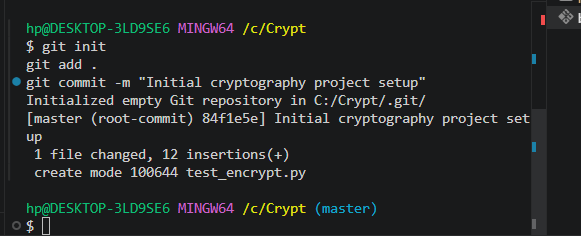 hp@DESKTOP-3LD9SE6 MINGW64 /c/Crypt
$ git init
git add .
git commit -m "Initial cryptography project setup"
Initialized empty Git repository in C:/Crypt/.git/
[master (root-commit) 84f1e5e] Initial cryptography project set
up
 1 file changed, 12 insertions(+)
 create mode 100644 test_encrypt.py
hp@DESKTOP-3LD9SE6 MINGW64 /c/Crypt (master)
$